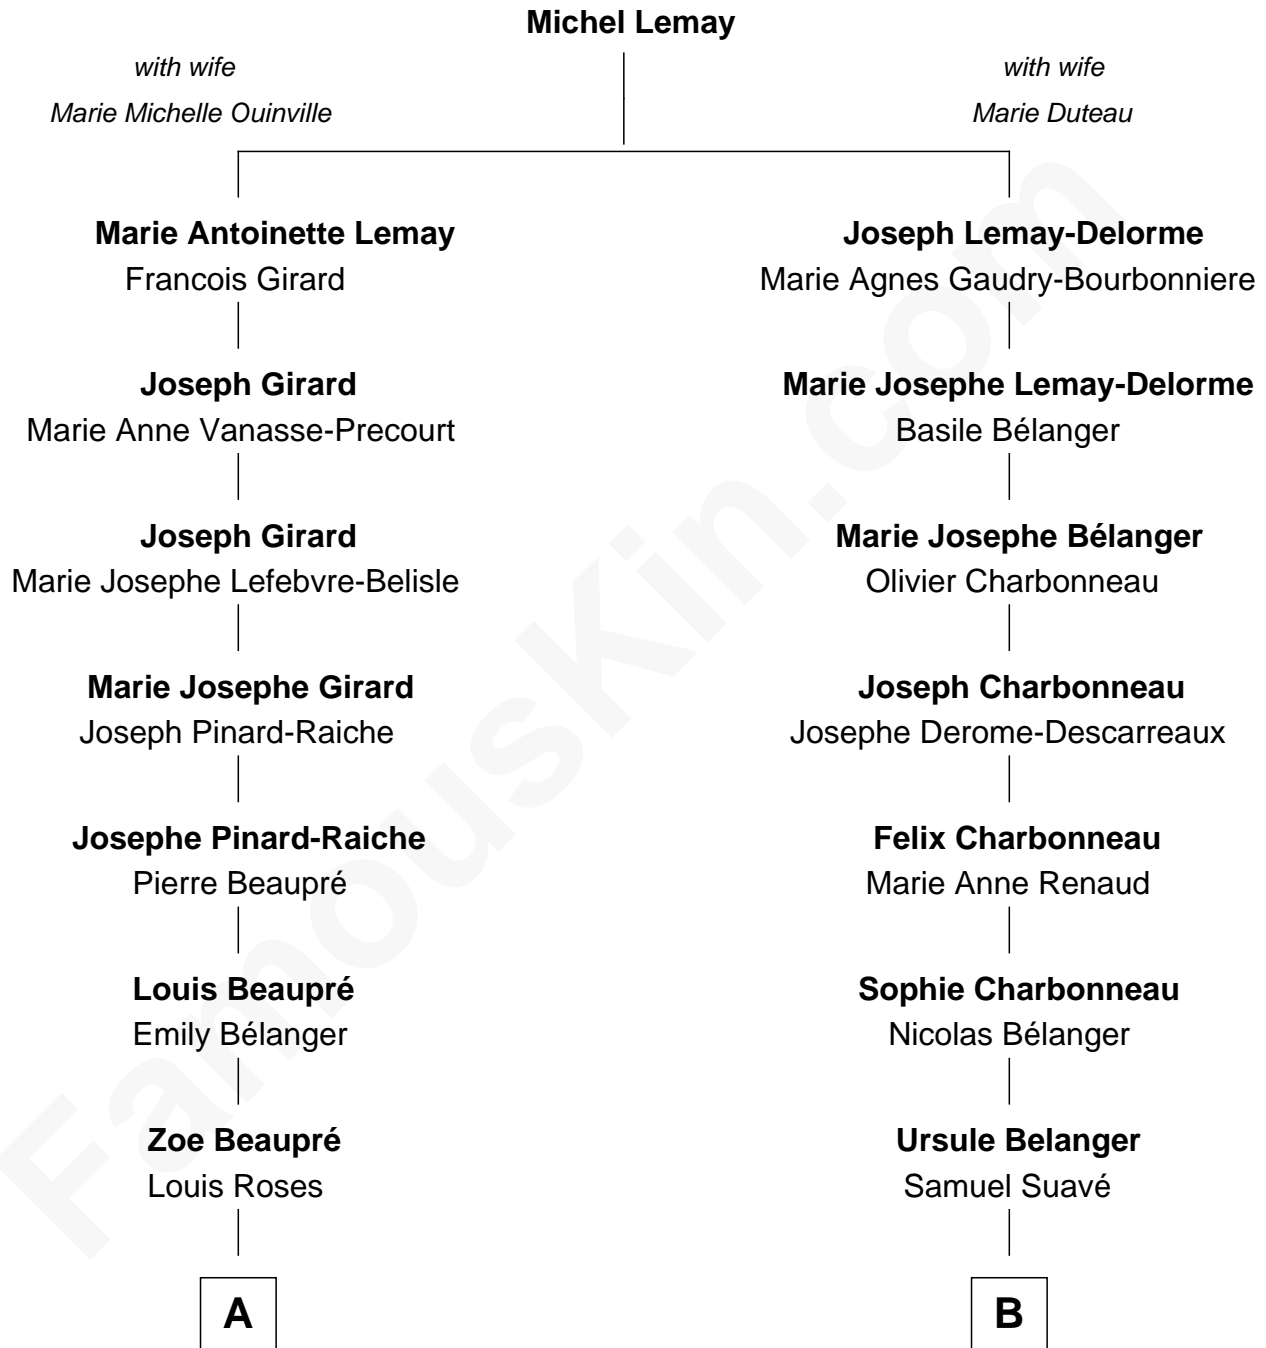 Michel Lemay
with wife
Marie Michelle Ouinville
with wife
Marie Duteau
Marie Antoinette Lemay
Francois Girard
Joseph Lemay-Delorme
Marie Agnes Gaudry-Bourbonniere
Joseph Girard
Marie Anne Vanasse-Precourt
Marie Josephe Lemay-Delorme
Basile Bélanger
Joseph Girard
Marie Josephe Lefebvre-Belisle
Marie Josephe Bélanger
Olivier Charbonneau
Marie Josephe Girard
Joseph Pinard-Raiche
Joseph Charbonneau
Josephe Derome-Descarreaux
Josephe Pinard-Raiche
Pierre Beaupré
Felix Charbonneau
Marie Anne Renaud
Louis Beaupré
Emily Bélanger
Sophie Charbonneau
Nicolas Bélanger
Zoe Beaupré
Louis Roses
Ursule Belanger
Samuel Suavé
A
B
FamousKin.com